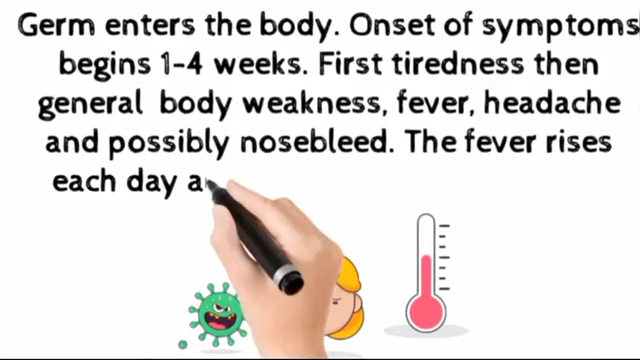 Germ enters the body. Onset of symptoms
begins 1-4 weeks. First tiredness then
general body weakness, fever, headache
and possibly nosebleed. The fever rises
each day a